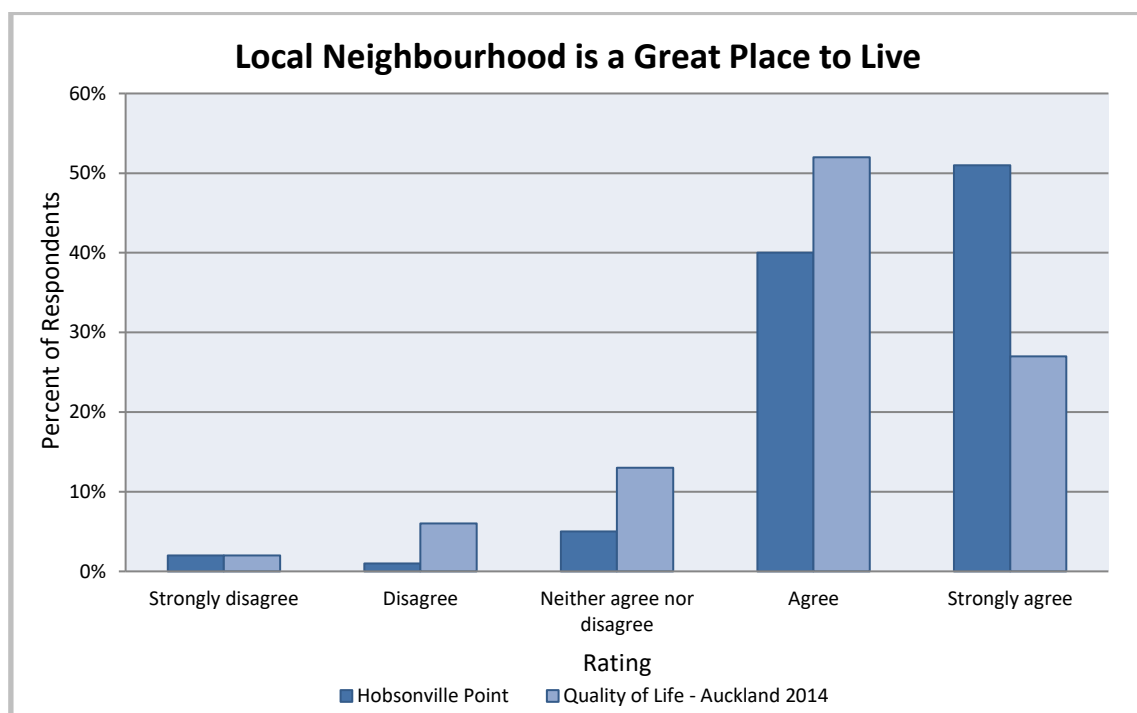 Local Neighbourhood is a Great Place to Live
60%
50%
40%
30%
20%
10%
0%
Percent of Respondents
Strongly disagree
Disagree
Neither agree nor
disagree
Agree
Strongly agree
Rating
Hobsonville Point
Quality of Life - Auckland 2014